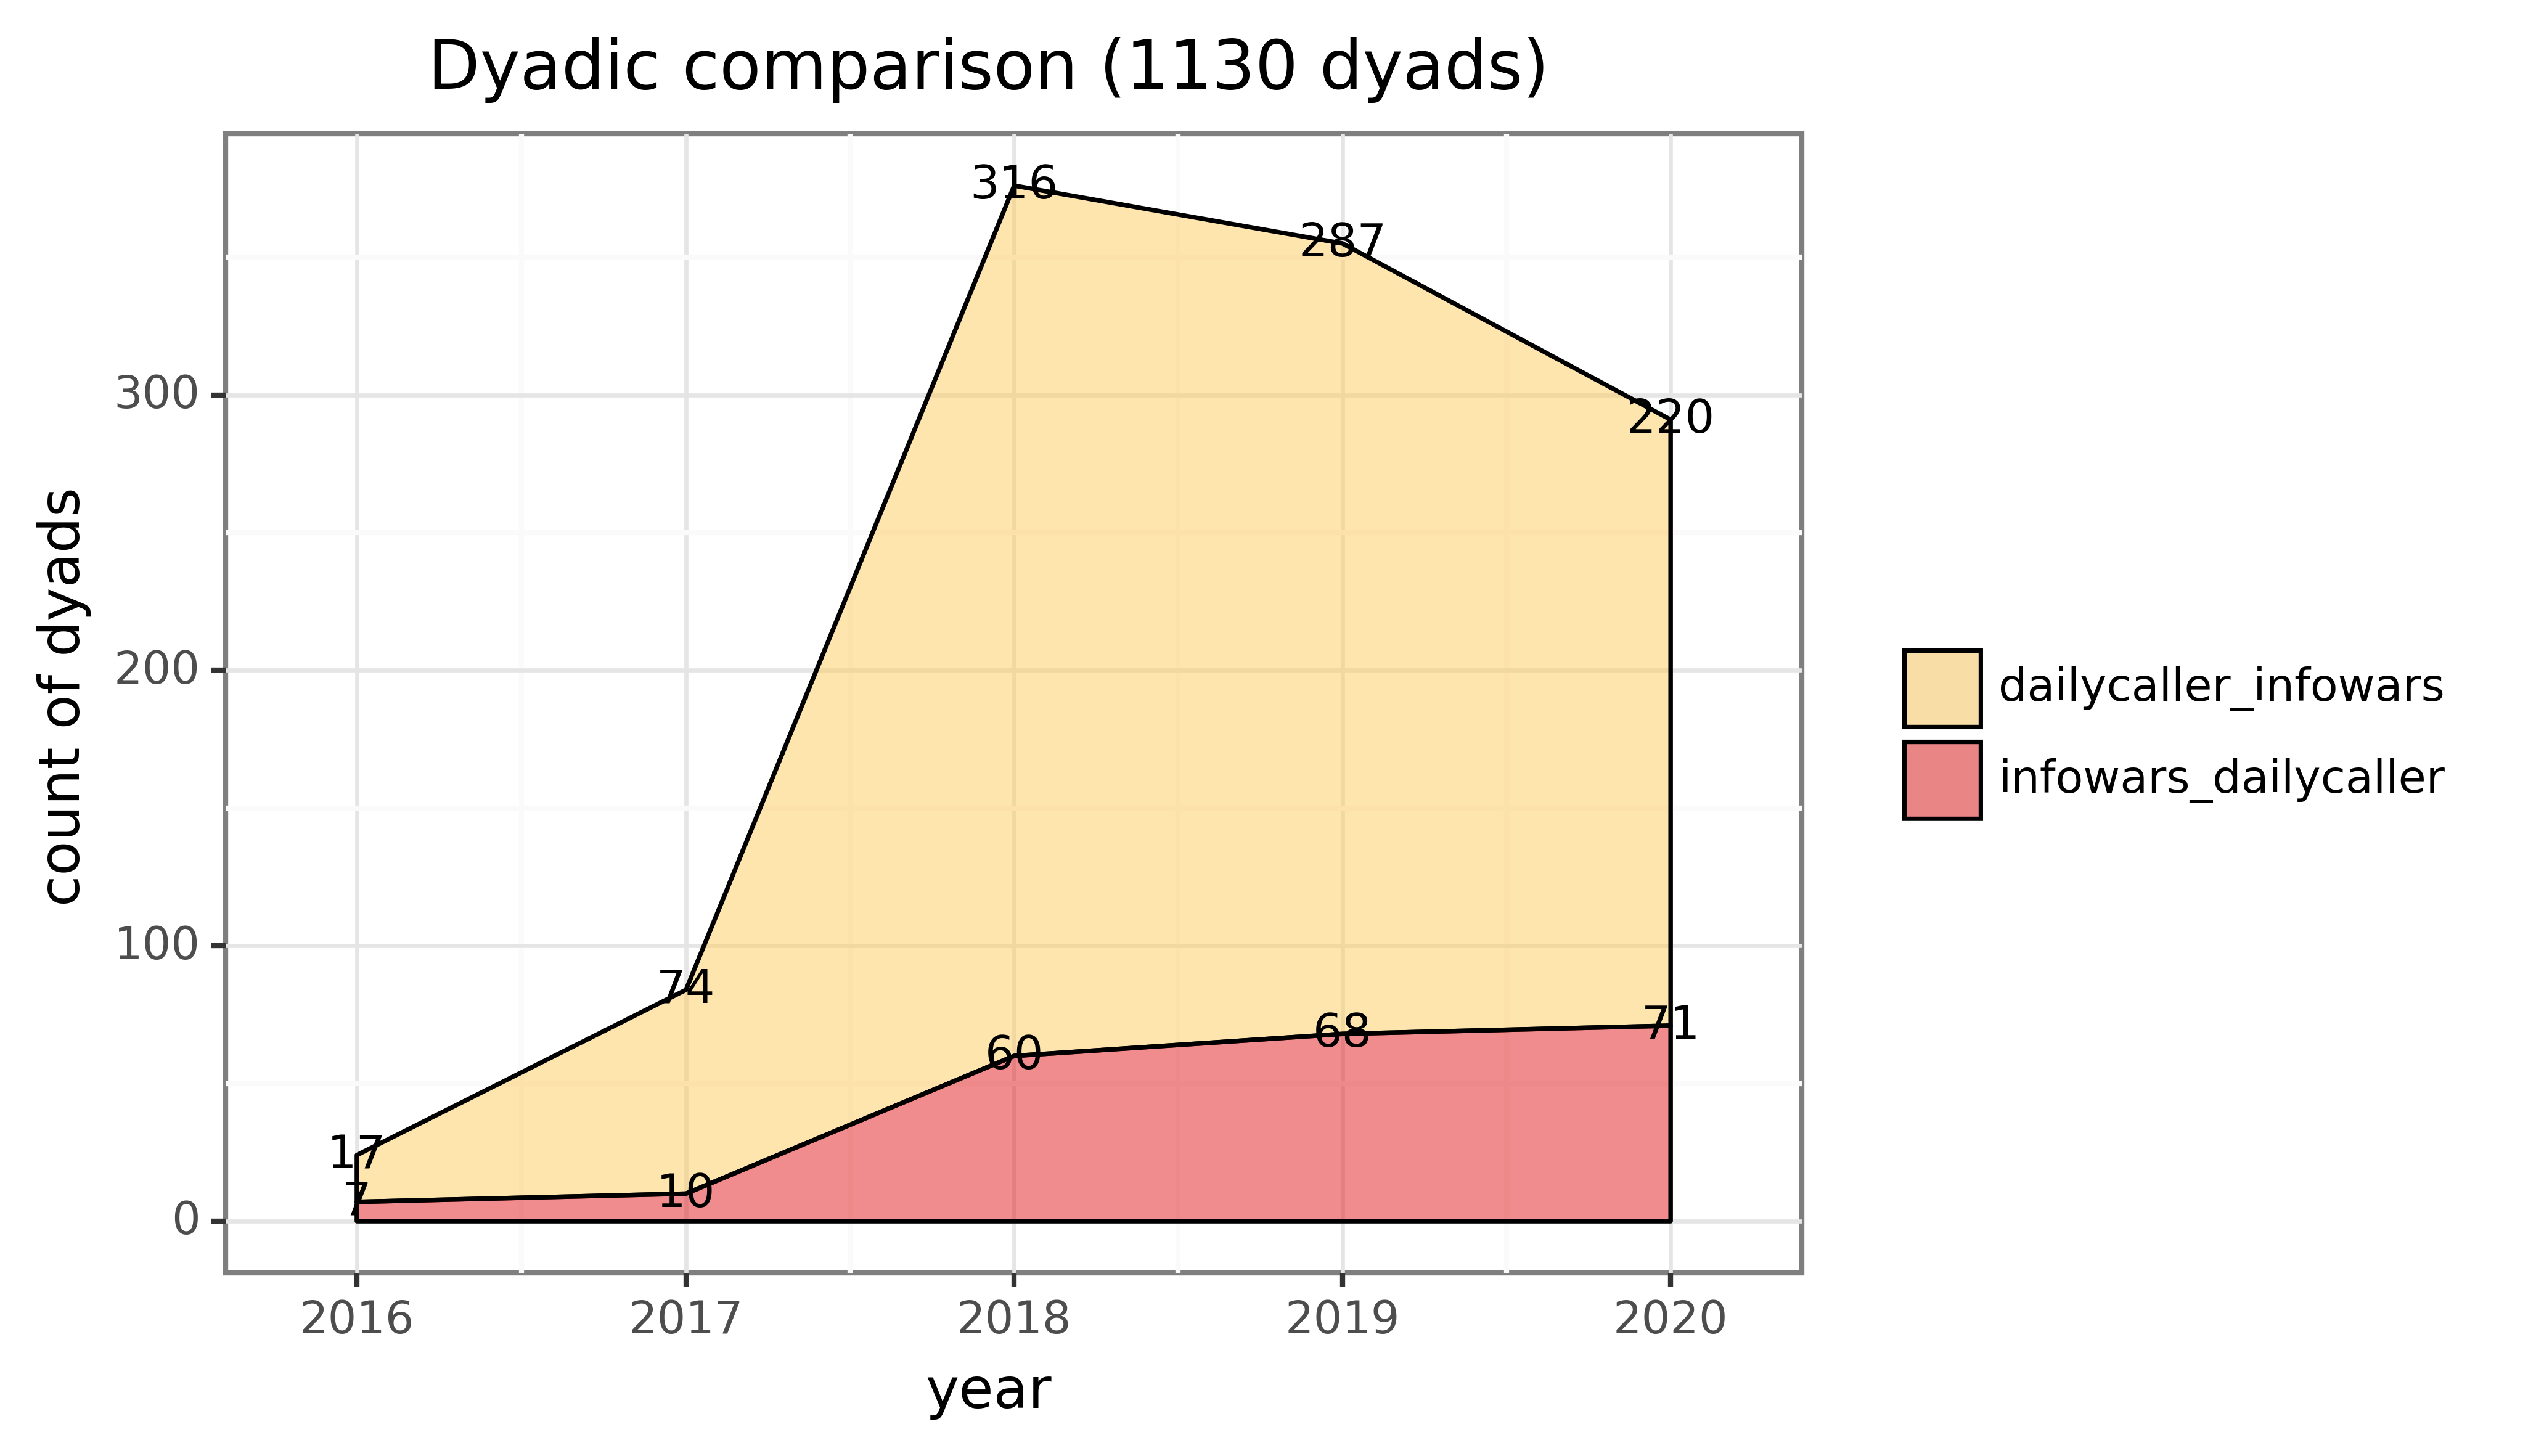 Dyadic comparison (1130 dyads)
count of dyads
300
200
100
0
316
287
220
74
60
68
71
17
7
10
2016 2017 2018 2019 2020
year
dailycaller_infowars
infowars_dailycaller